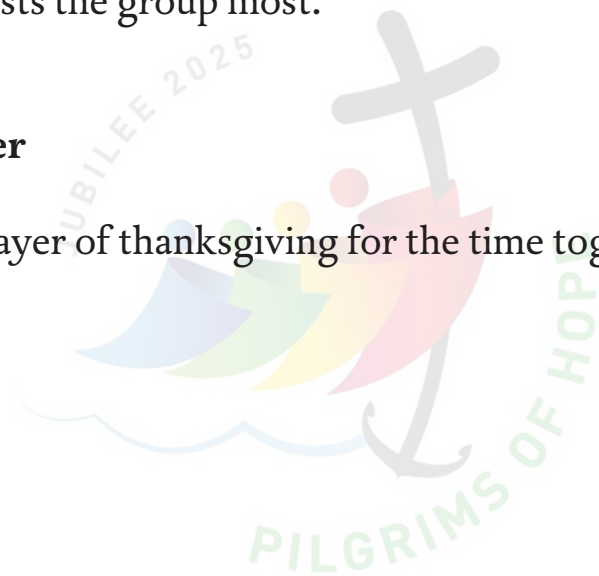 sts the group most.
JUBILEE 2025
er
ayer of thanksgiving for the time tog
PILGRIMS OF HOPE